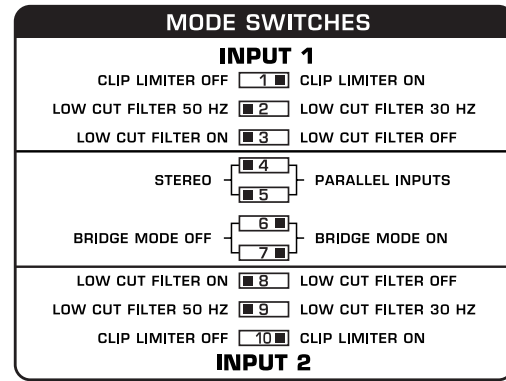 MODE SWITCHES
INPUT 1
CLIP LIMITER OFF 1 CLIP LIMITER ON
LOW CUT FILTER 50 HZ 2 LOW CUT FILTER 30 HZ
LOW CUT FILTER ON 3 LOW CUT FILTER OFF
4
STEREO PARALLEL INPUTS
5
6
BRIDGE MODE OFF BRIDGE MODE ON
7
LOW CUT FILTER ON 8 LOW CUT FILTER OFF
LOW CUT FILTER 50 HZ 9 LOW CUT FILTER 30 HZ
CLIP LIMITER OFF 10 CLIP LIMITER ON
INPUT 2